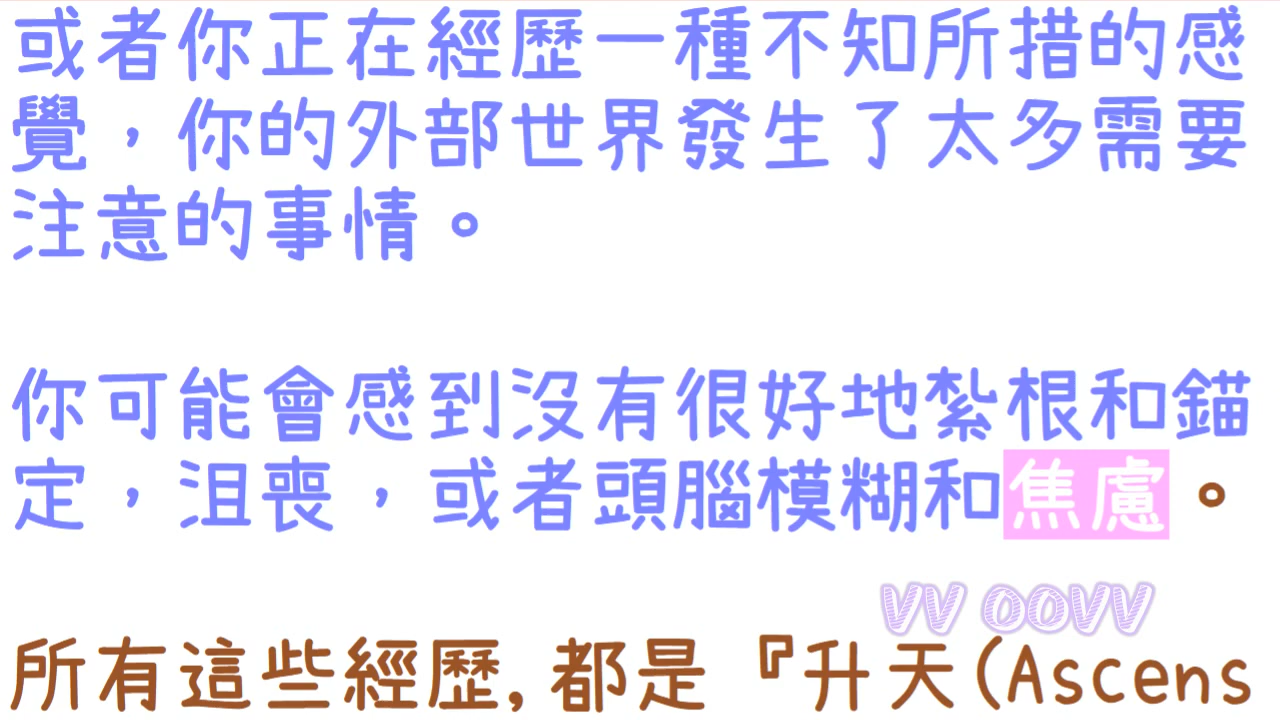 或者你正在經歷一種不知所措的感
覺，你的外部世界發生了太多需要
注意的事情。
你可能會感到沒有很好地紮根和錨
定，沮喪，或者頭腦模糊和焦慮。
VV OOVV
所有這些經歷,都是『升天(Ascens